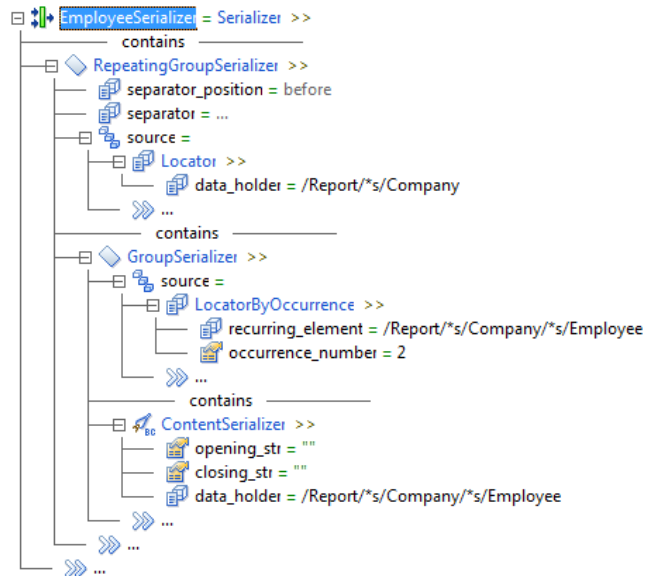 EmployeeSerializer = Serializer >>
contains
RepeatingGroupSerializer >>
separator_position = before
separator = ...
source =
Locator >>
data_holder = /Report/*s/Company
>> ...
contains
GroupSerializer >>
source =
LocatorByOccurrence >>
recurring_element = /Report/*s/Company/*s/Employee
occurrence_number = 2
>> ...
contains
ContentSerializer >>
opening_str = ""
closing_str = ""
data_holder = /Report/*s/Company/*s/Employee
>> ...
>> ...
>> ...